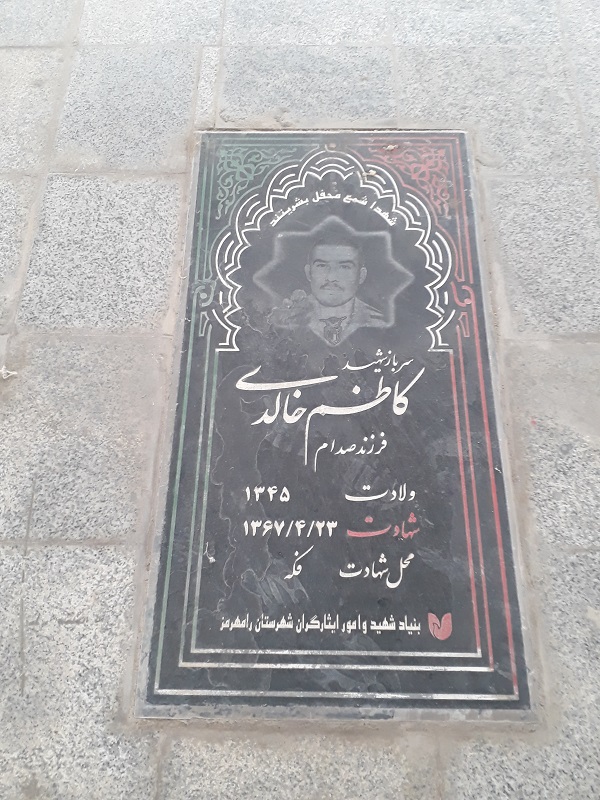 شهدا شمع محفل بشریتند
سرباز شهید
کاظم خالدی
فرزند صدام
ولادت ۱۳۴۵
شهادت ۱۳۶۷/۴/۲۳
محل شهادت فکه
بنیاد شهید و امور ایثارگران شهرستان رامهرمز